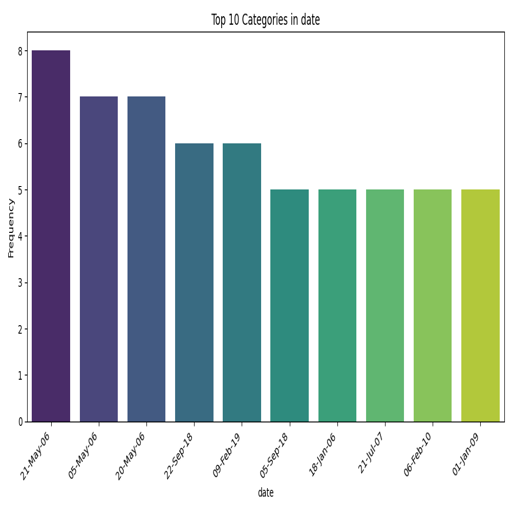 Top 10 Categories in date
Frequency
8
7
6
5
4
3
2
1
0
21-May-06
05-May-06
20-May-06
22-Sep-18
09-Feb-19
05-Sep-18
18-Jan-06
21-Jul-07
06-Feb-10
01-Jan-09
date